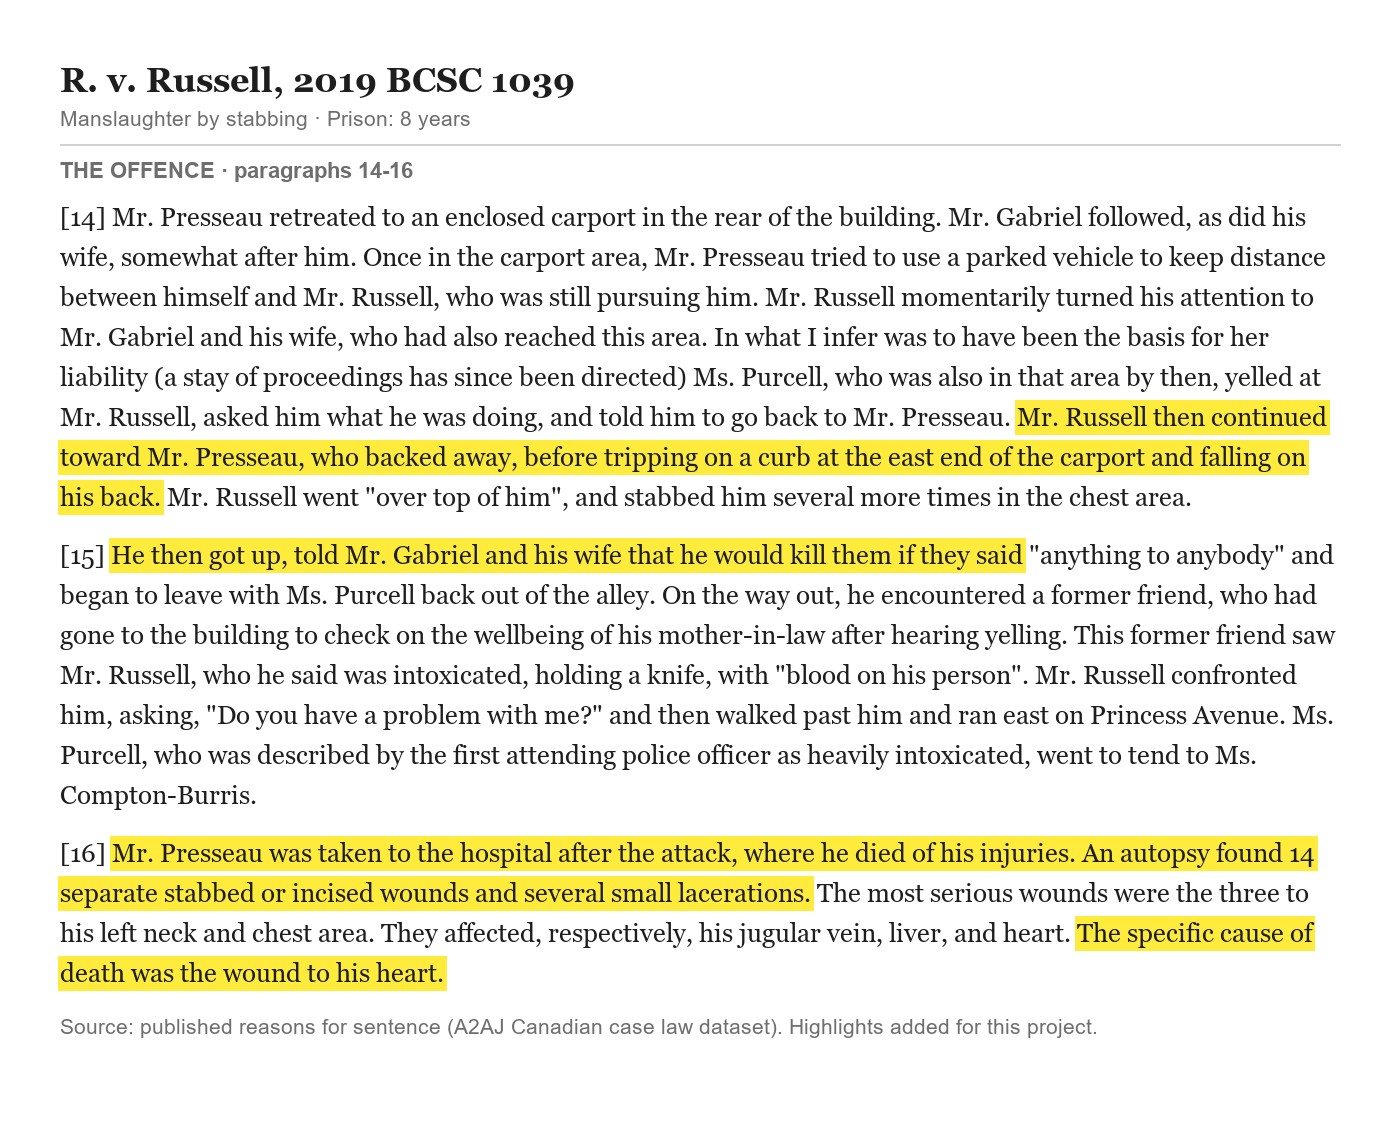 R. v. Russell, 2019 BCSC 1039
Manslaughter by stabbing · Prison: 8 years
THE OFFENCE · paragraphs 14-16
[14] Mr. Presseau retreated to an enclosed carport in the rear of the building. Mr. Gabriel followed, as did his
wife, somewhat after him. Once in the carport area, Mr. Presseau tried to use a parked vehicle to keep distance
between himself and Mr. Russell, who was still pursuing him. Mr. Russell momentarily turned his attention to
Mr. Gabriel and his wife, who had also reached this area. In what I infer was to have been the basis for her
liability (a stay of proceedings has since been directed) Ms. Purcell, who was also in that area by then, yelled at
Mr. Russell, asked him what he was doing, and told him to go back to Mr. Presseau. Mr. Russell then continued
toward Mr. Presseau, who backed away, before tripping on a curb at the east end of the carport and falling on
his back. Mr. Russell went "over top of him", and stabbed him several more times in the chest area.
[15] He then got up, told Mr. Gabriel and his wife that he would kill them if they said "anything to anybody" and
began to leave with Ms. Purcell back out of the alley. On the way out, he encountered a former friend, who had
gone to the building to check on the wellbeing of his mother-in-law after hearing yelling. This former friend saw
Mr. Russell, who he said was intoxicated, holding a knife, with "blood on his person". Mr. Russell confronted
him, asking, "Do you have a problem with me?" and then walked past him and ran east on Princess Avenue. Ms.
Purcell, who was described by the first attending police officer as heavily intoxicated, went to tend to Ms.
Compton-Burris.
[16] Mr. Presseau was taken to the hospital after the attack, where he died of his injuries. An autopsy found 14
separate stabbed or incised wounds and several small lacerations. The most serious wounds were the three to
his left neck and chest area. They affected, respectively, his jugular vein, liver, and heart. The specific cause of
death was the wound to his heart.
Source: published reasons for sentence (A2AJ Canadian case law dataset). Highlights added for this project.